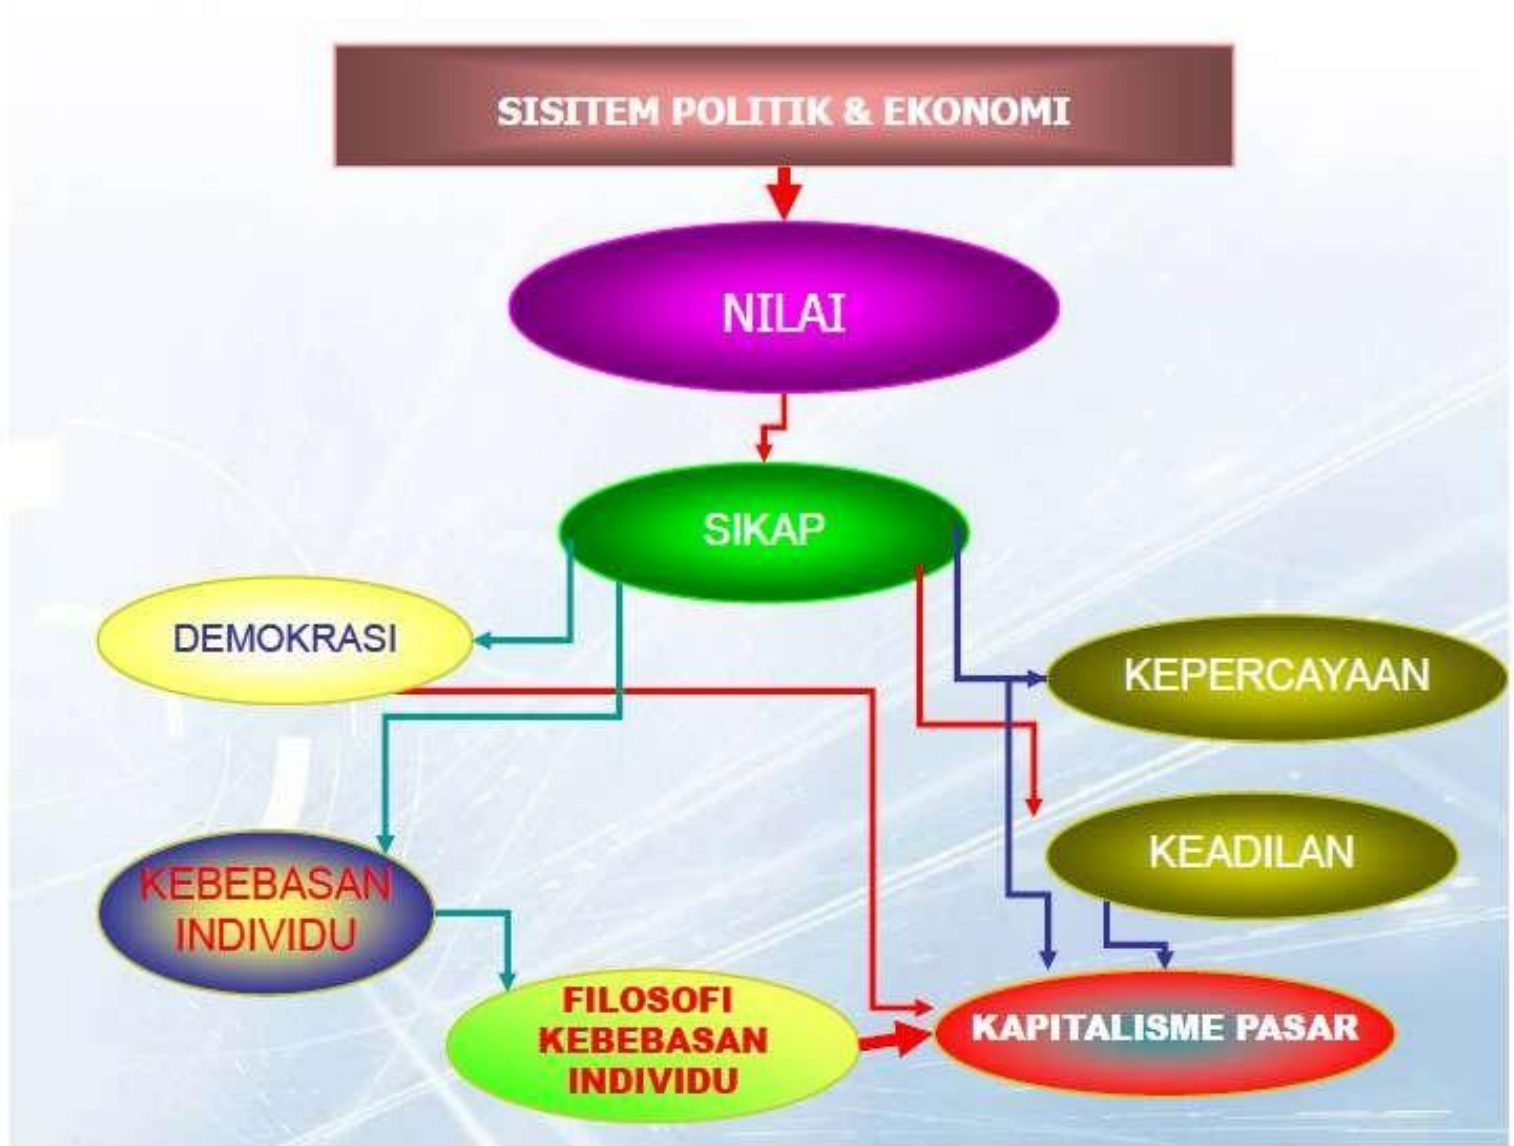 SISITEM POLITIK & EKONOMI
NILAI
SIKAP
DEMOKRASI
KEPERCAYAAN
KEADILAN
KEBEBASAN
INDIVIDU
FILOSOFI
KEBEBASAN
INDIVIDU
KAPITALISME PASAR